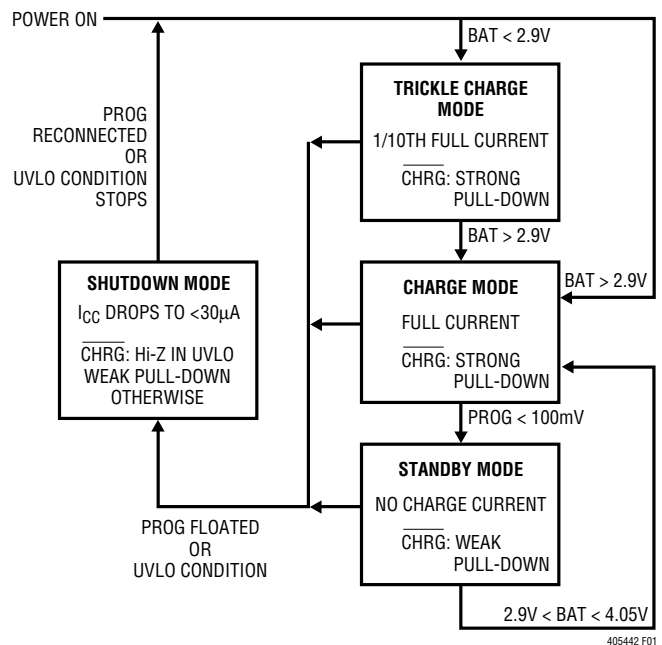 POWER ON
BAT < 2.9V
TRICKLE CHARGE
MODE
1/10TH FULL CURRENT
CHRG: STRONG
PULL-DOWN
PROG
RECONNECTED
OR
UVLO CONDITION
STOPS
BAT > 2.9V
SHUTDOWN MODE
ICC DROPS TO <30µA
CHRG: Hi-Z IN UVLO
WEAK PULL-DOWN
OTHERWISE
CHARGE MODE
FULL CURRENT
CHRG: STRONG
PULL-DOWN
BAT > 2.9V
PROG < 100mV
STANDBY MODE
NO CHARGE CURRENT
CHRG: WEAK
PULL-DOWN
PROG FLOATED
OR
UVLO CONDITION
2.9V < BAT < 4.05V
405442 F01